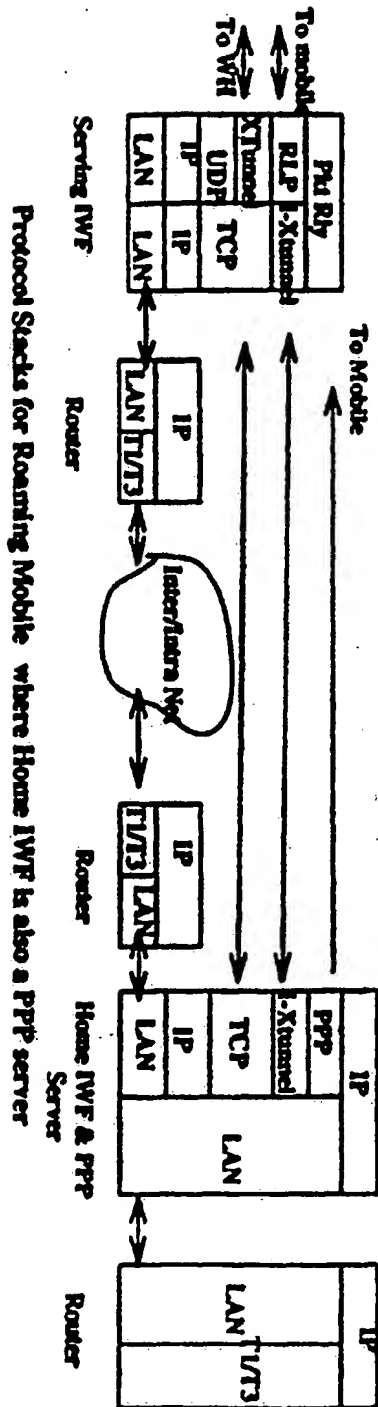 To mobile
To WH
Pkt Rly
RLP
I-Xtunnel
XTunnel
UDP
TCP
IP
IP
LAN
LAN
Serving IWF
To Mobile
IP
LAN
T1/T3
Router
Inter/Intra Net
IP
T1/T3
LAN
Router
IP
PPP
I-Xtunnel
TCP
IP
LAN
LAN
Home IWF & PPP
Server
IP
LAN
T1/T3
Router
Protocol Stacks for Roaming Mobile where Home IWF is also a PPP server